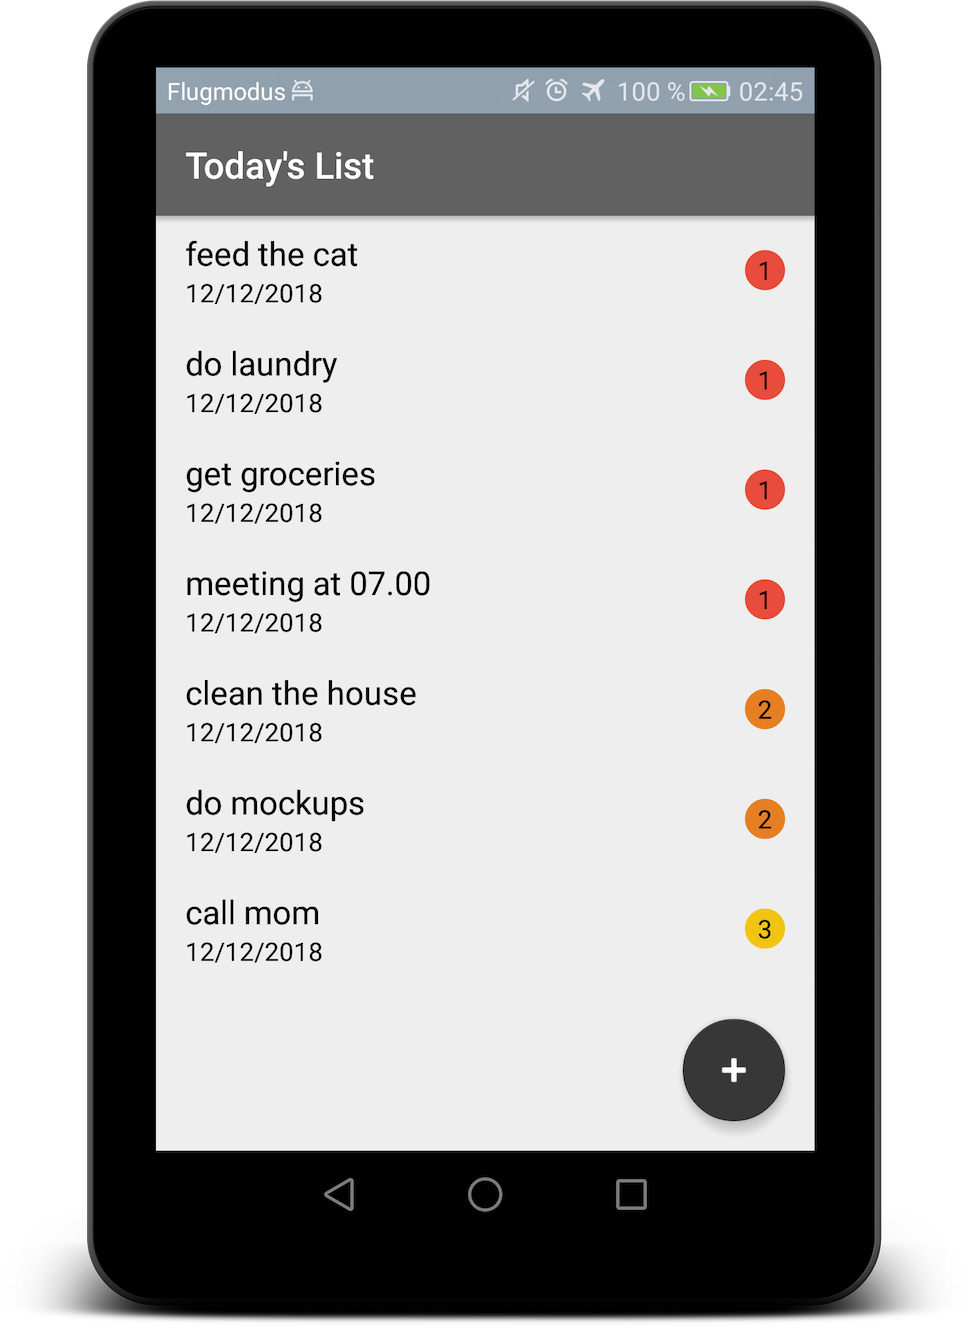 Flugmodus 100 % 02:45
Today's List
feed the cat
12/12/2018
1
do laundry
12/12/2018
1
get groceries
12/12/2018
1
meeting at 07.00
12/12/2018
1
clean the house
12/12/2018
2
do mockups
12/12/2018
2
call mom
12/12/2018
3
+